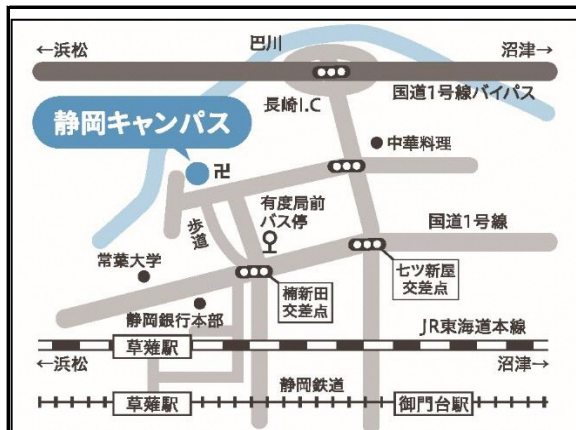 巴川
←浜松
沼津→
長崎I.C
国道1号線バイパス
静岡キャンパス
中華料理
卍
有度局前
バス停
歩道
国道1号線
常葉大学
七ツ新屋
交差点
楠新田
交差点
静岡銀行本部
JR東海道本線
草薙駅
←浜松
沼津→
静岡鉄道
草薙駅
御門台駅